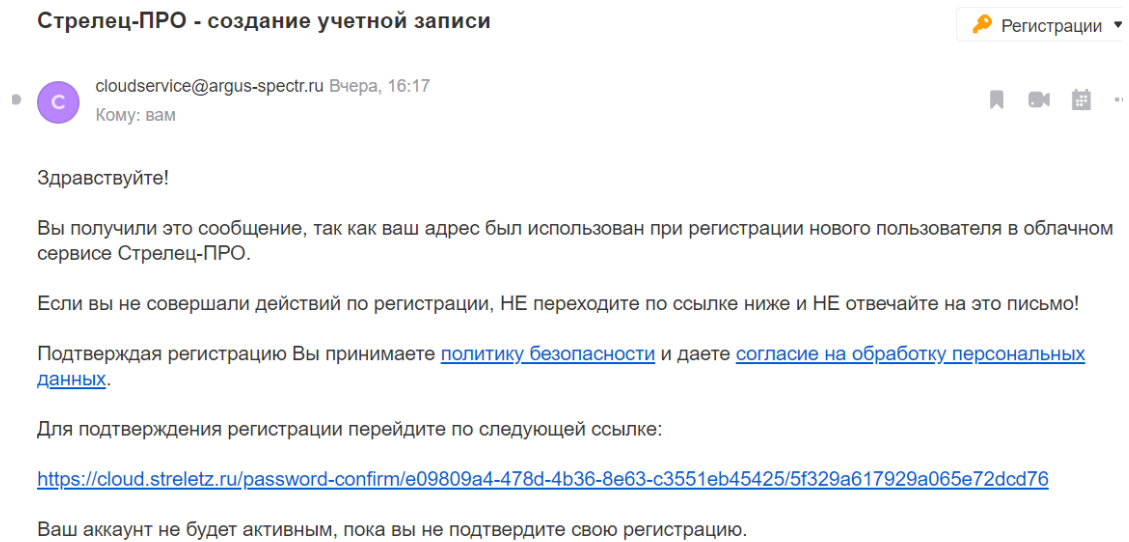 Стрелец-ПРО - создание учетной записи
Регистрации
С
cloudservice@argus-spectr.ru Вчера, 16:17
Кому: вам
Здравствуйте!
Вы получили это сообщение, так как ваш адрес был использован при регистрации нового пользователя в облачном
сервисе Стрелец-ПРО.
Если вы не совершали действий по регистрации, НЕ переходите по ссылке ниже и НЕ отвечайте на это письмо!
Подтверждая регистрацию Вы принимаете политику безопасности и даете согласие на обработку персональных
данных.
Для подтверждения регистрации перейдите по следующей ссылке:
https://cloud.streletz.ru/password-confirm/e09809a4-478d-4b36-8e63-c3551eb45425/5f329a617929a065e72dcd76
Ваш аккаунт не будет активным, пока вы не подтвердите свою регистрацию.